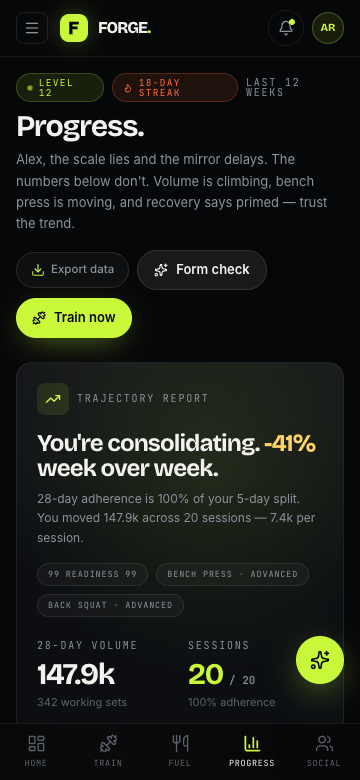 F FORGE.
AR
LEVEL 12
18-DAY STREAK
LAST 12 WEEKS
Progress.
Alex, the scale lies and the mirror delays. The
numbers below don't. Volume is climbing, bench
press is moving, and recovery says primed — trust
the trend.
Export data
Form check
Train now
TRAJECTORY REPORT
You're consolidating. -41%
week over week.
28-day adherence is 100% of your 5-day split.
You moved 147.9k across 20 sessions — 7.4k per
session.
99 READINESS 99
BENCH PRESS · ADVANCED
BACK SQUAT · ADVANCED
28-DAY VOLUME
147.9k
342 working sets
SESSIONS
20 / 20
100% adherence
HOME
TRAIN
FUEL
PROGRESS
SOCIAL